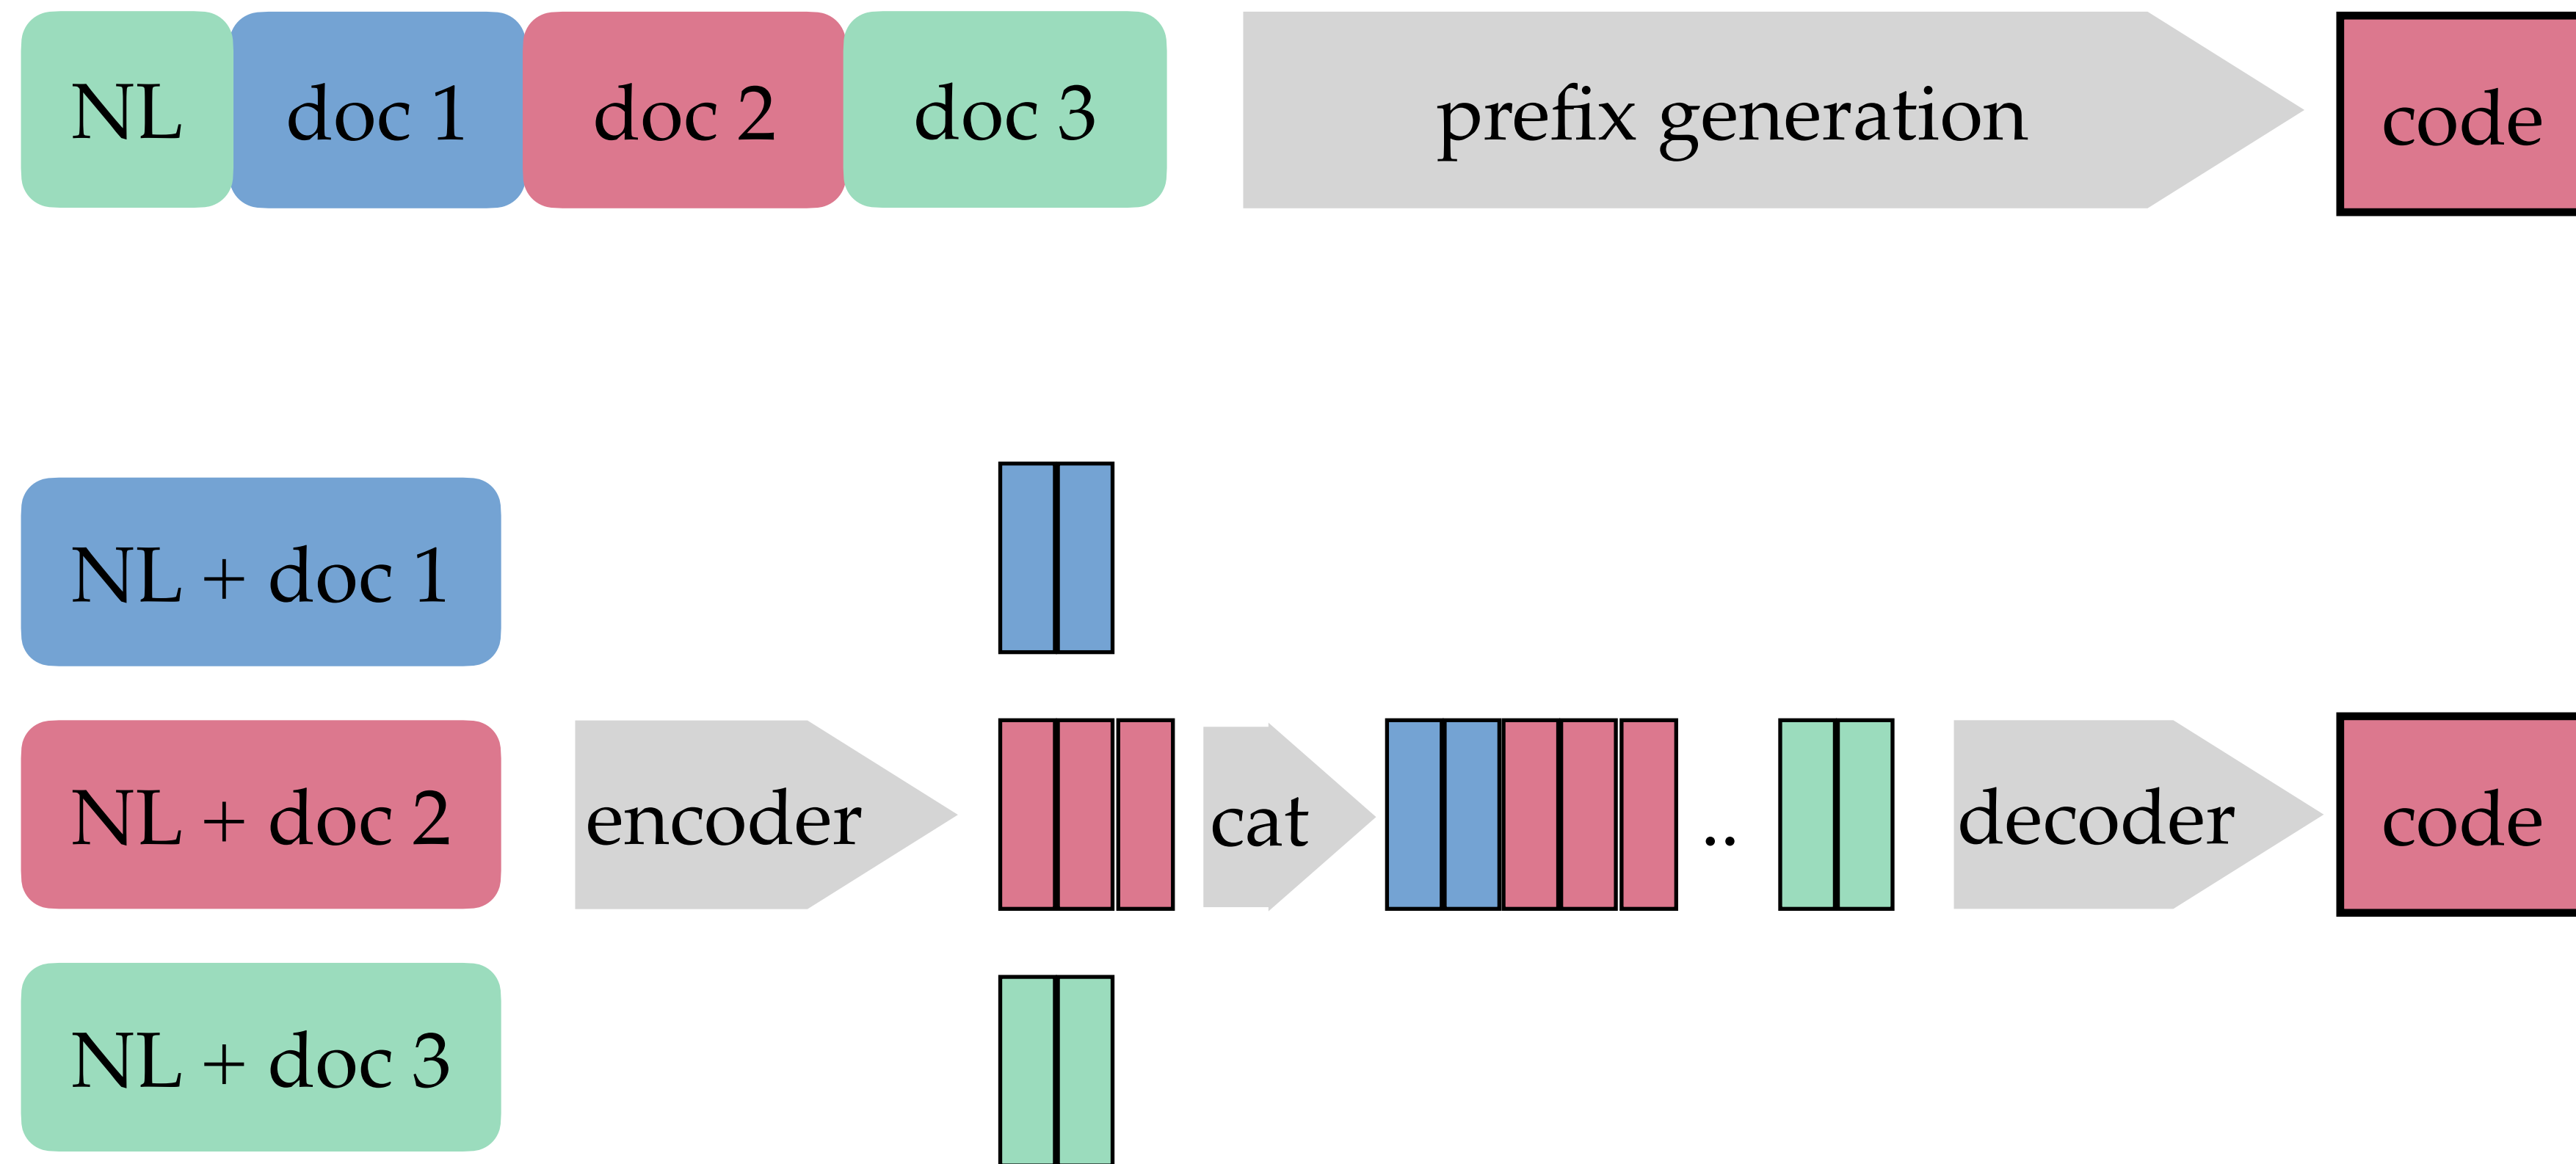 NL doc 1 doc 2 doc 3 prefix generation code
NL + doc 1
NL + doc 2 encoder cat .. decoder code
NL + doc 3